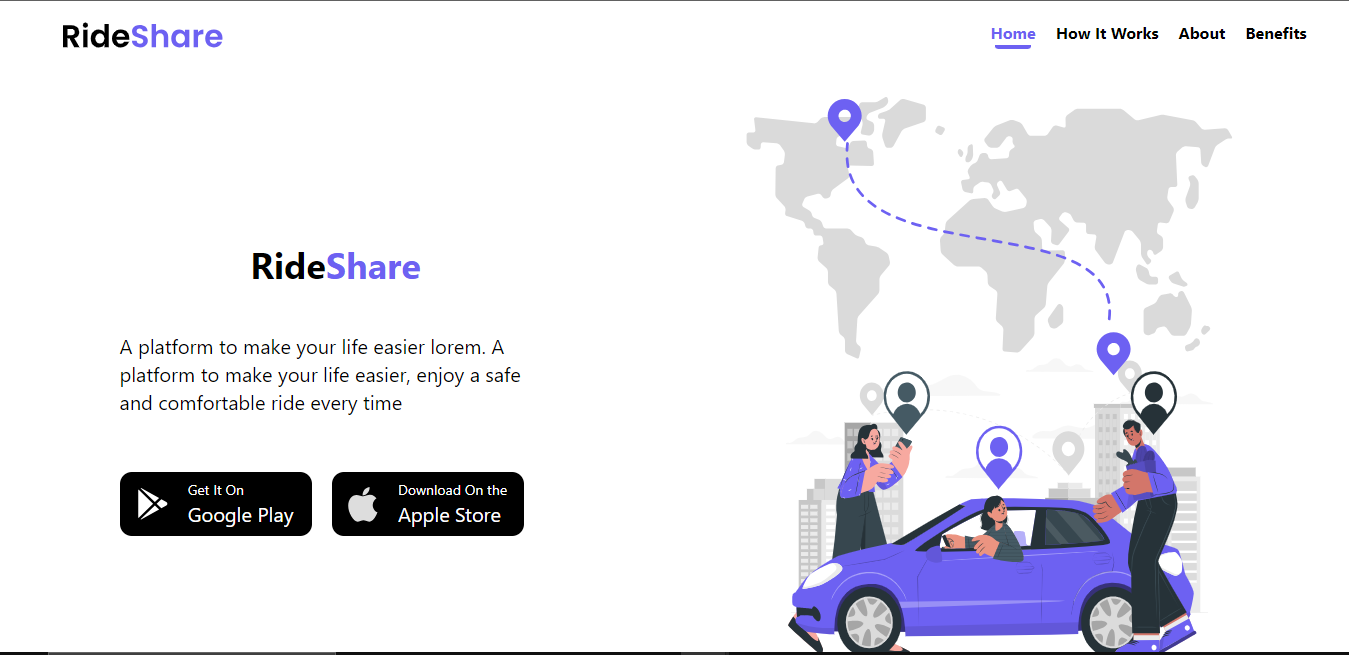 RideShare
Home How It Works About Benefits
RideShare
A platform to make your life easier lorem. A
platform to make your life easier, enjoy a safe
and comfortable ride every time
Get It On
Google Play
Download On the
Apple Store